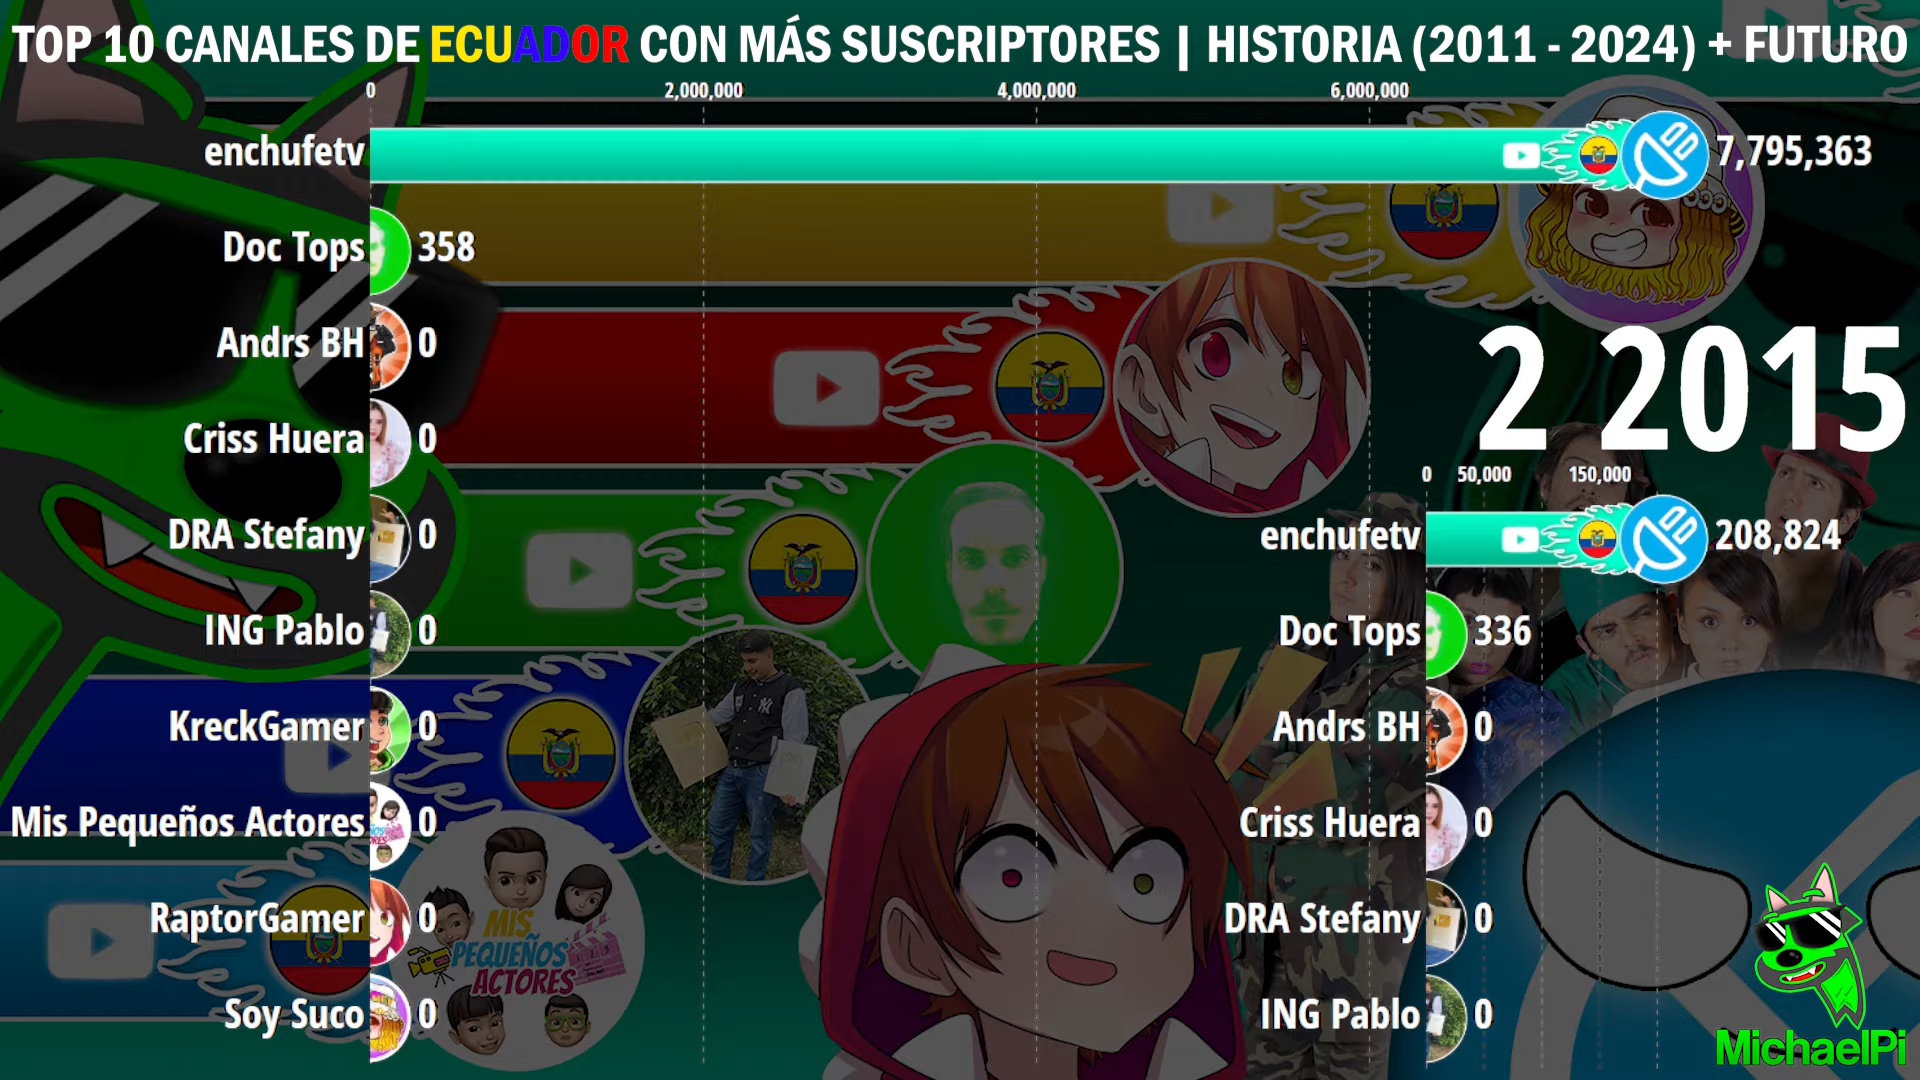 TOP 10 CANALES DE ECUADOR CON MÁS SUSCRIPTORES | HISTORIA (2011 - 2024) + FUTURO
0 2,000,000 4,000,000 6,000,000
enchufetv 7,795,363
Doc Tops 358
Andrs BH 0
Criss Huera 0
DRA Stefany 0
ING Pablo 0
KreckGamer 0
Mis Pequeños Actores 0
RaptorGamer 0
Soy Suco 0
2 2015
0 50,000 150,000
enchufetv 208,824
Doc Tops 336
Andrs BH 0
Criss Huera 0
DRA Stefany 0
ING Pablo 0
MIS
PEQUEÑOS
ACTORES
MichaelPi